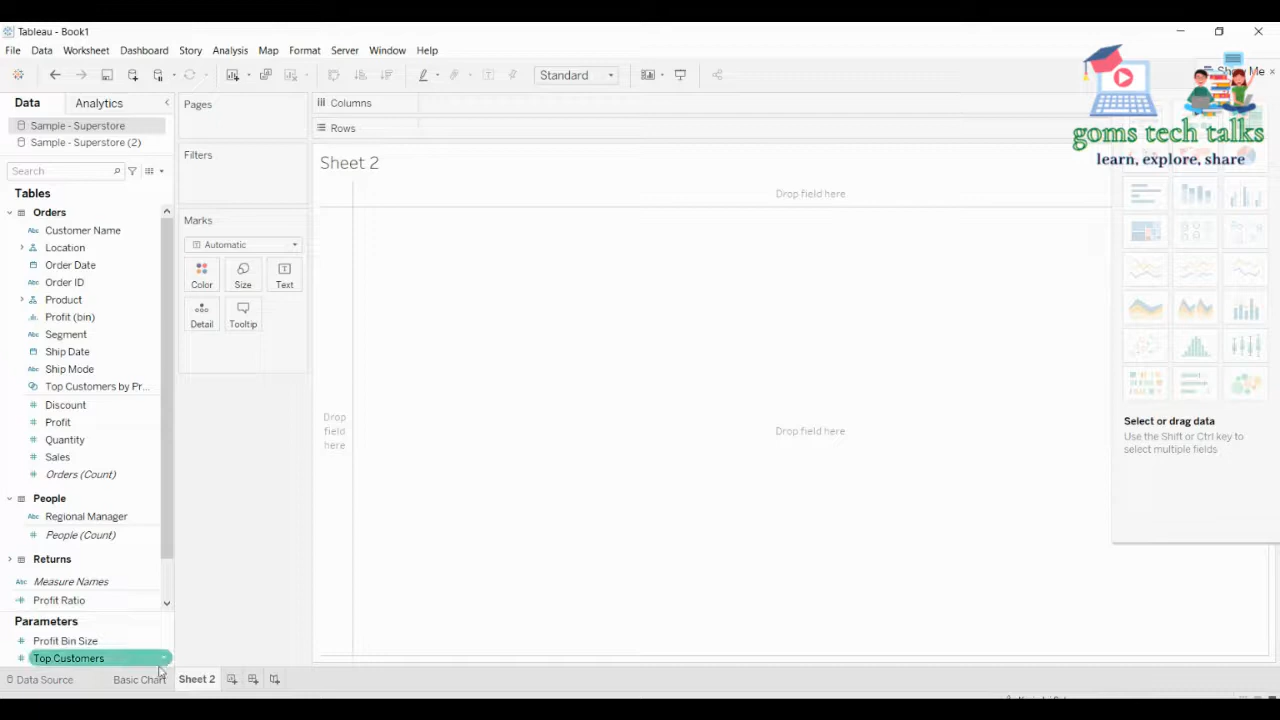 Tableau - Book1
File Data Worksheet Dashboard Story Analysis Map Format Server Window Help
Standard
Show Me
goms tech talks
learn, explore, share
Data Analytics
Pages
Columns
Sample - Superstore
Sample - Superstore (2)
Rows
Filters
Sheet 2
Search
Tables
Drop field here
Orders
Marks
Customer Name
Automatic
Location
Order Date
Color Size Text
Order ID
Product
Profit (bin)
Detail Tooltip
Segment
Ship Date
Ship Mode
Top Customers by Pr...
Discount
Profit
Quantity
Sales
Orders (Count)
Drop
field
here
Drop field here
Select or drag data
Use the Shift or Ctrl key to
select multiple fields
People
Regional Manager
People (Count)
Returns
Measure Names
Profit Ratio
Parameters
Profit Bin Size
Top Customers
Data Source Basic Chart Sheet 2